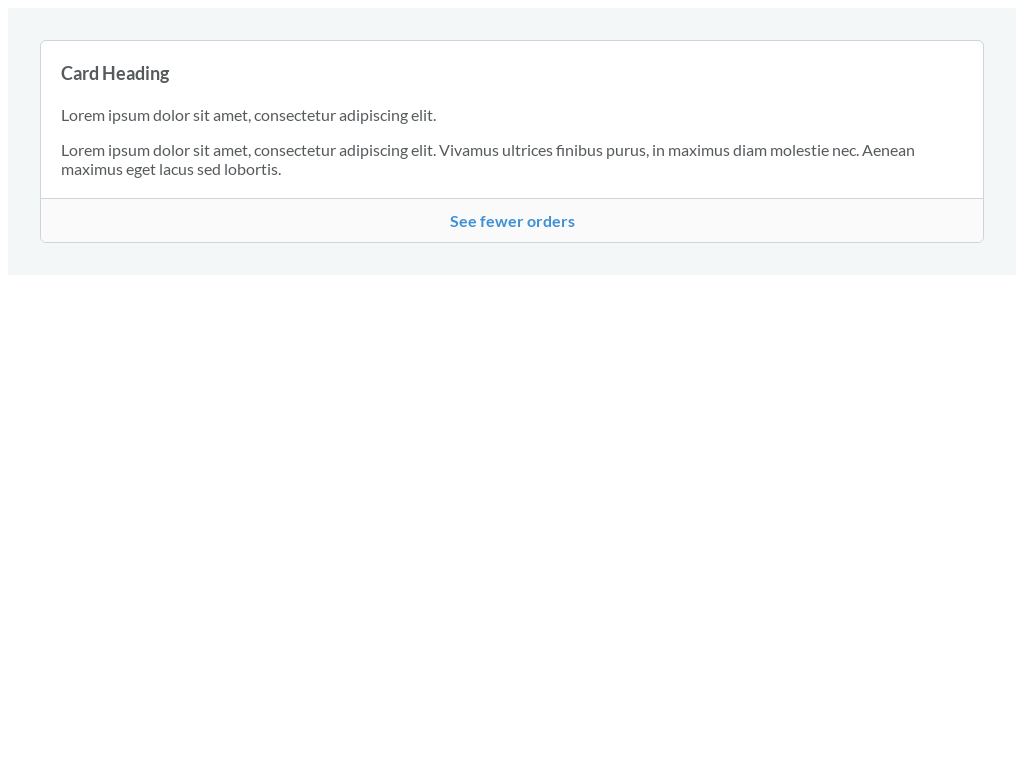 Card Heading
Lorem ipsum dolor sit amet, consectetur adipiscing elit.
Lorem ipsum dolor sit amet, consectetur adipiscing elit. Vivamus ultrices finibus purus, in maximus diam molestie nec. Aenean
maximus eget lacus sed lobortis.
See fewer orders